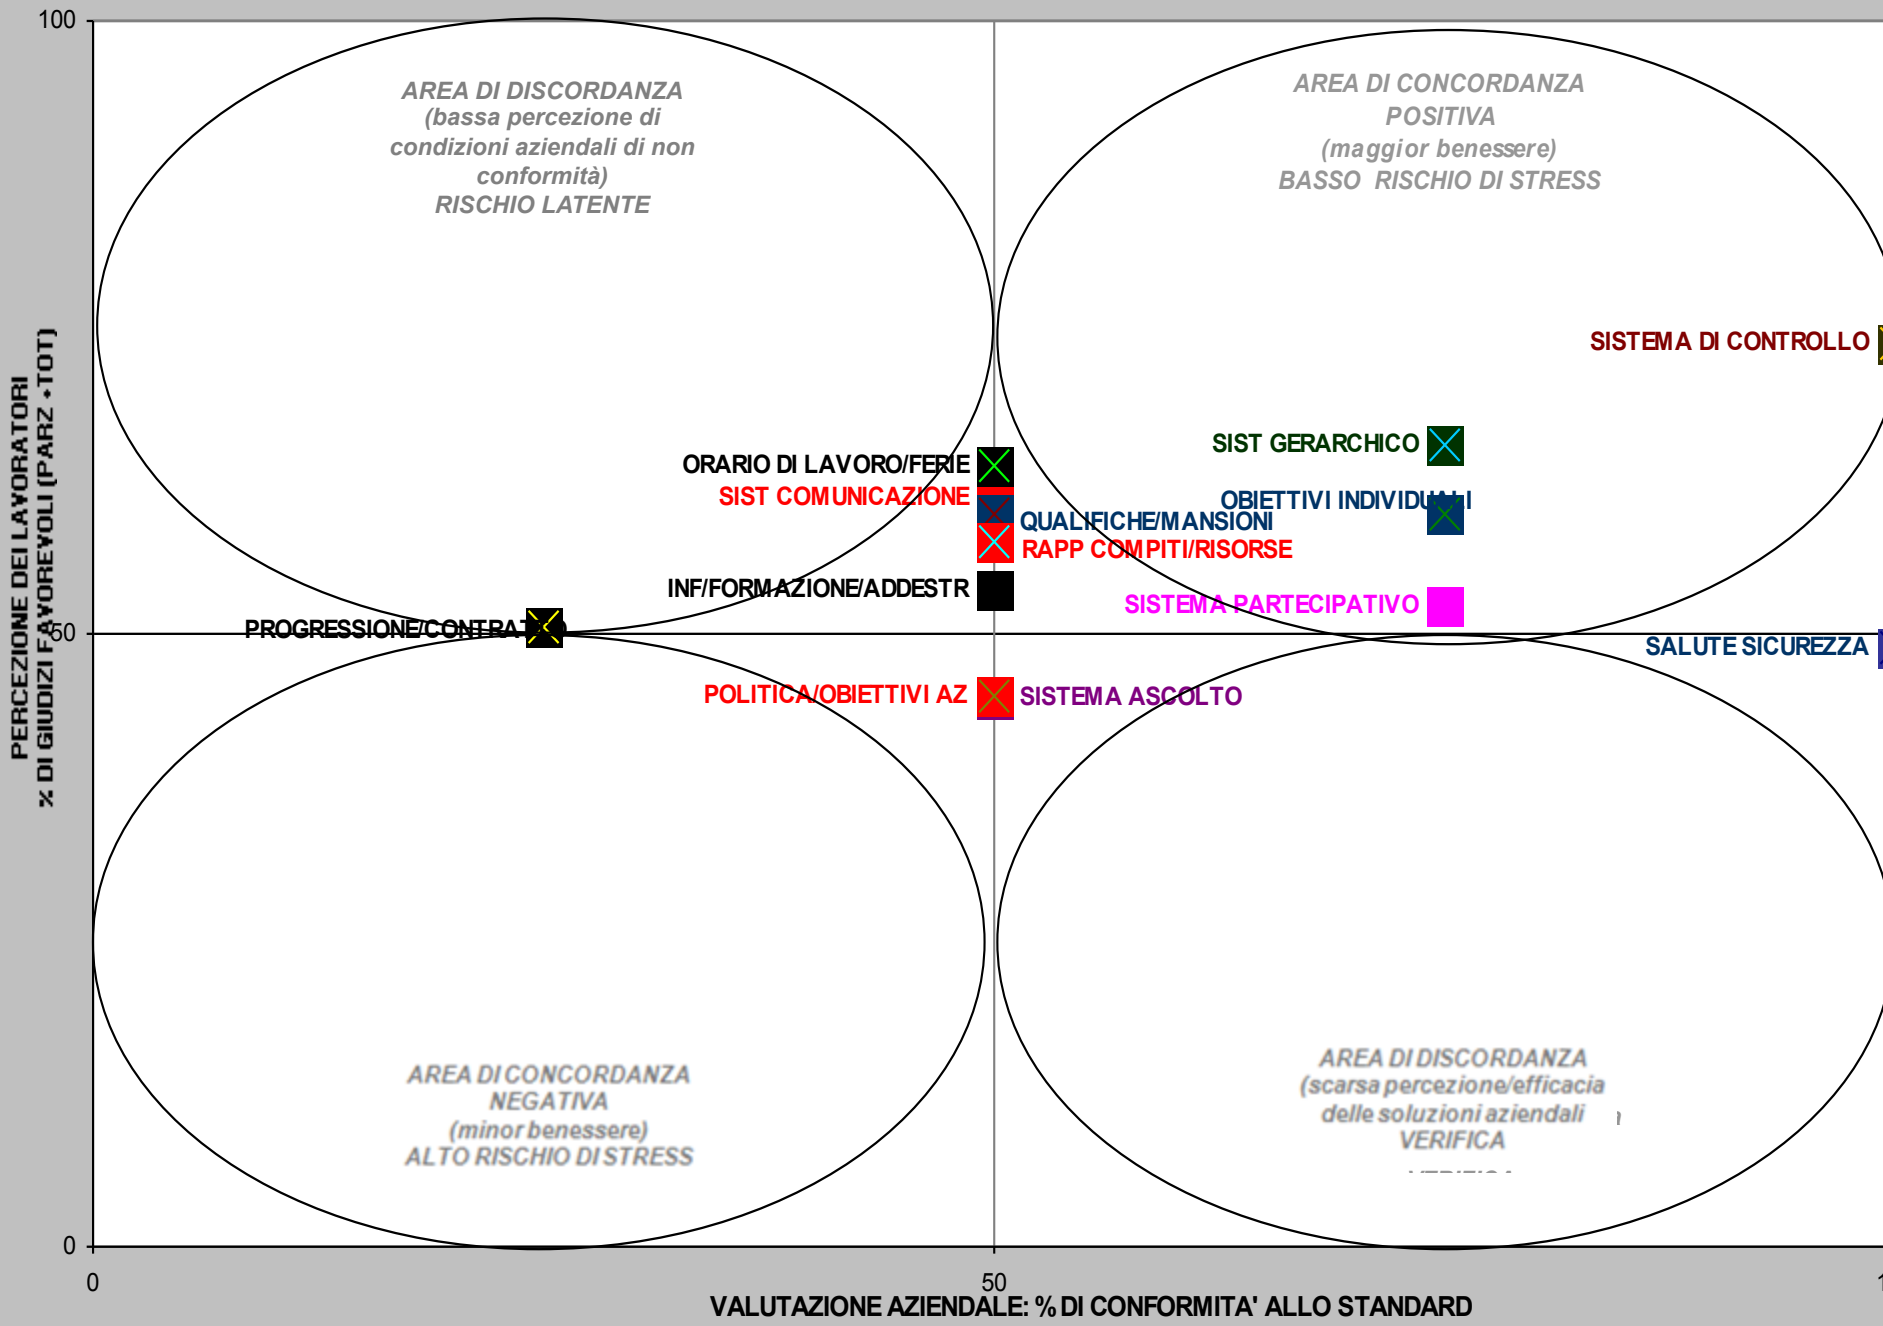 100
AREA DI DISCORDANZA
(bassa percezione di
condizioni aziendali di non
conformità)
RISCHIO LATENTE
AREA DI CONCORDANZA
POSITIVA
(maggior benessere)
BASSO RISCHIO DI STRESS
PERCEZIONE DEI LAVORATORI
% DI GIUDIZI FAVOREVOLI (PARZ +TOT)
SISTEMA DI CONTROLLO
SIST GERARCHICO
ORARIO DI LAVORO/FERIE
SIST COMUNICAZIONE
OBIETTIVI INDIVIDUALI
QUALIFICHE/MANSIONI
RAPP COMPITI/RISORSE
INF/FORMAZIONE/ADDESTR
SISTEMA PARTECIPATIVO
PROGRESSIONE/CONTRATTO
50
SALUTE SICUREZZA
POLITICA/OBIETTIVI AZ
SISTEMA ASCOLTO
AREA DI CONCORDANZA
NEGATIVA
(minor benessere)
ALTO RISCHIO DI STRESS
AREA DI DISCORDANZA
(scarsa percezione/efficacia
delle soluzioni aziendali
VERIFICA
0
0
50
VALUTAZIONE AZIENDALE: % DI CONFORMITA' ALLO STANDARD